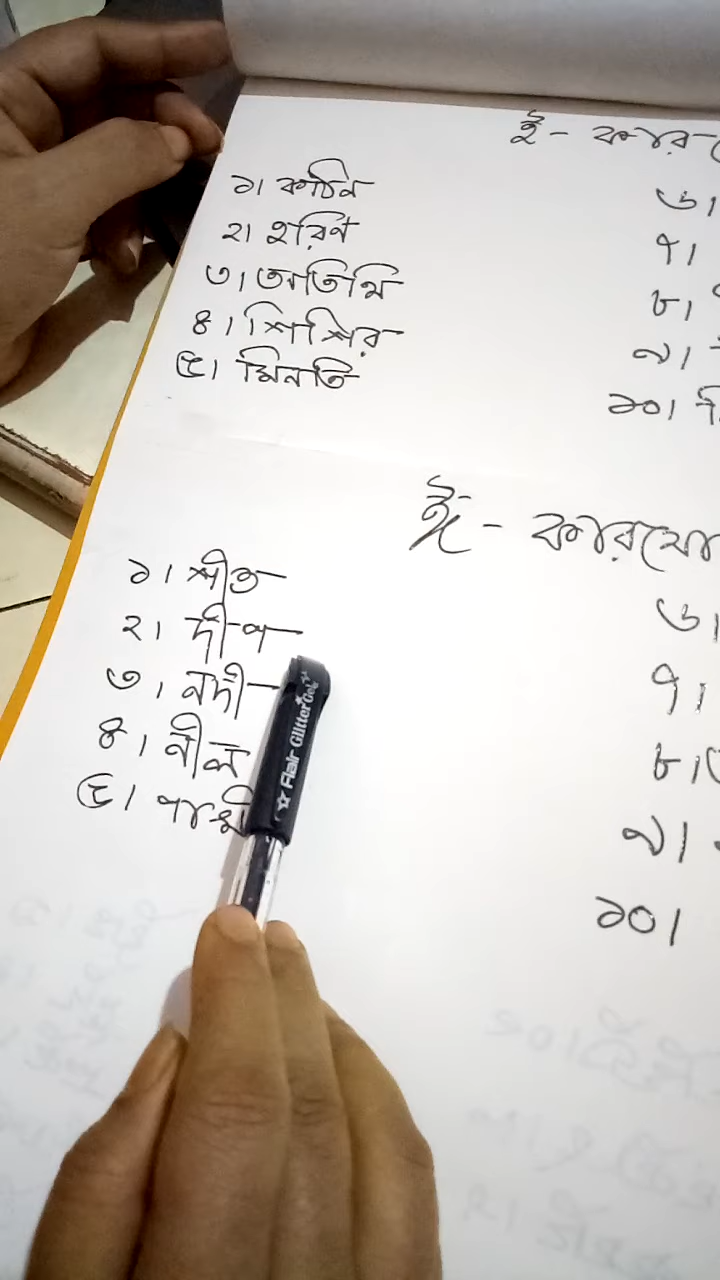 ই - কার
১। কঠিন
২। হরিণ
৩। অতিথি
৪। শিশির
৫। মিনতি
৬।
৭।
৮।
৯।
১০।
ঈ - কারযো
১। শীত
২। দীপ
৩। নদী
৪। নীল
৫। পাখী
৬।
৭।
৮।
৯।
১০।
Flair Glitter Gel